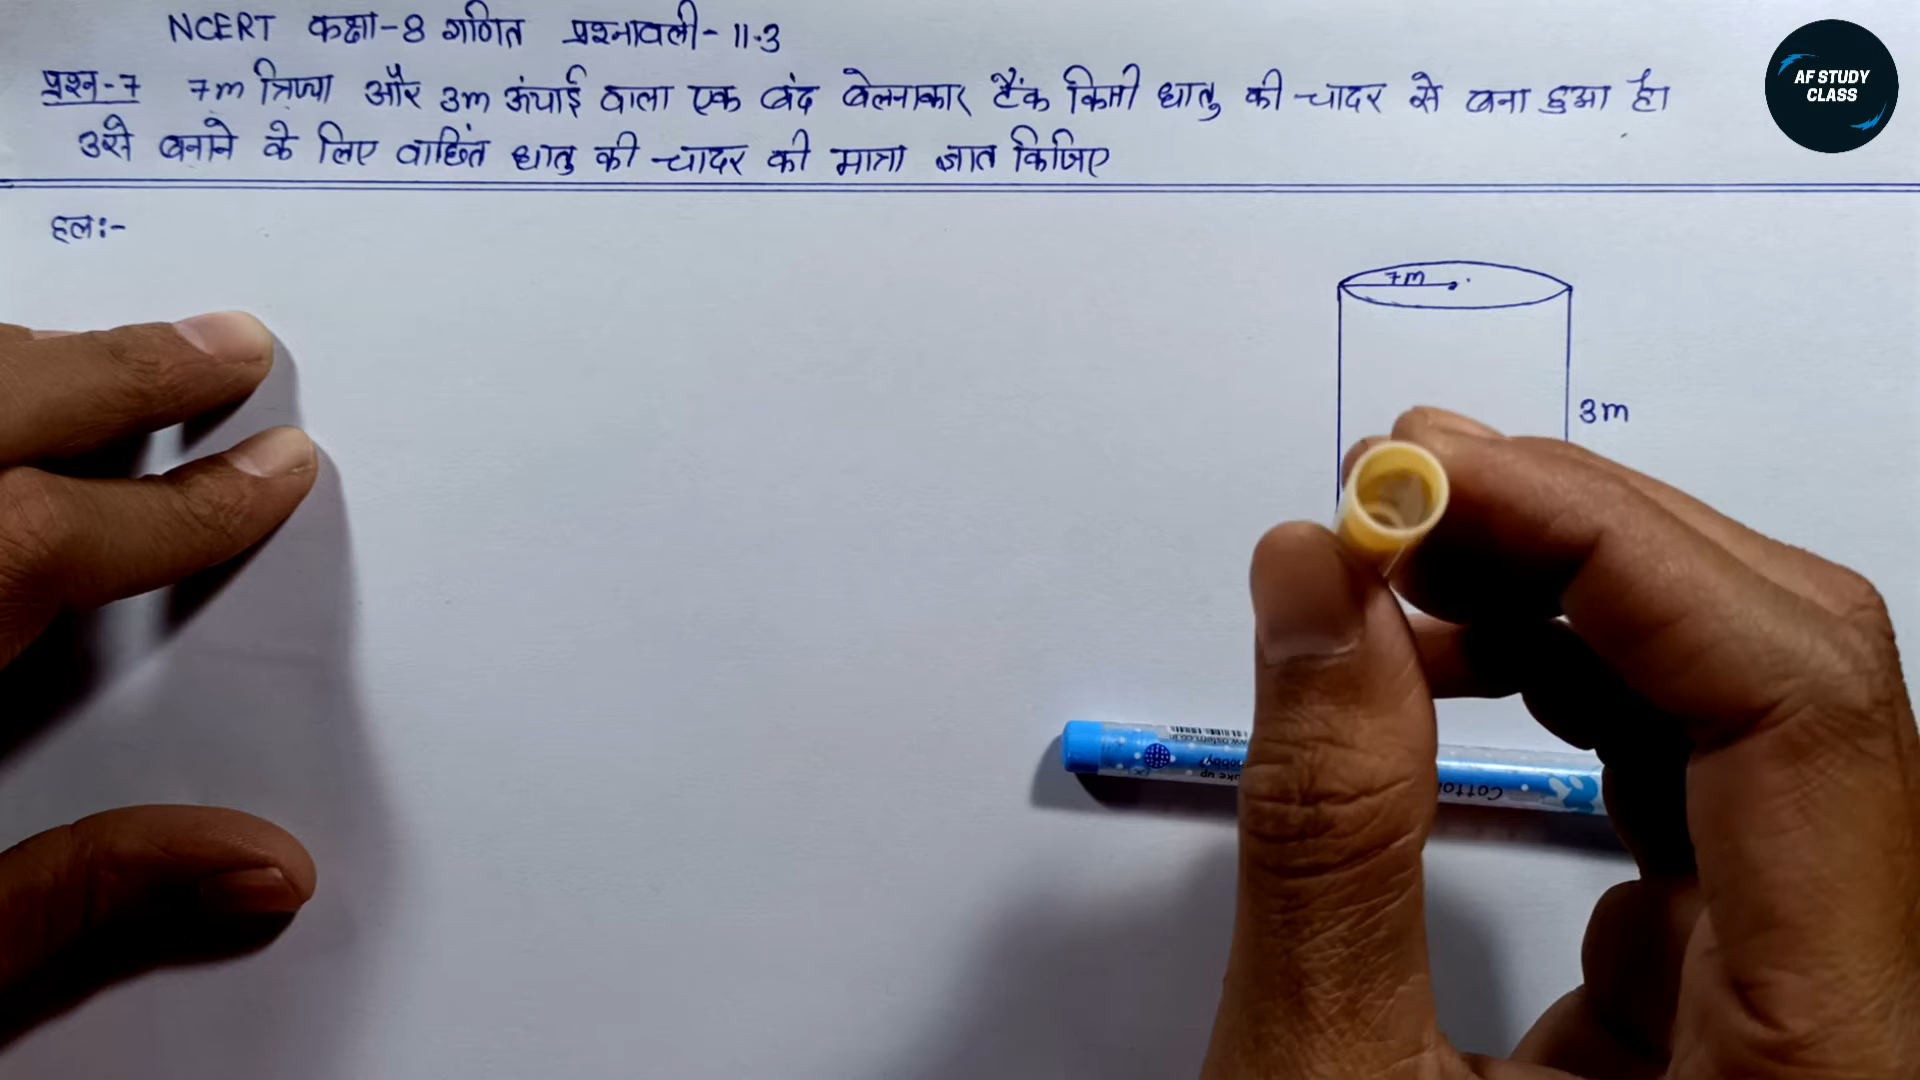 NCERT कक्षा-8 गणित प्रश्नावली-11.3
प्रश्न-7 7m त्रिज्या और 3m ऊंचाई वाला एक बंद बेलनाकार टैंक किसी धातु की चादर से बना हुआ है।
उसे बनाने के लिए वाछिंत धातु की चादर की मात्रा ज्ञात किजिए
हल:-
7m
3m
AF STUDY
CLASS